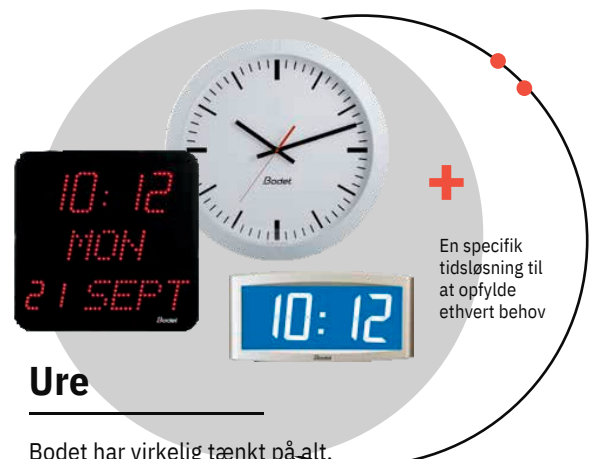 Bodet
10: 12
MON
21 SEPT
Bodet
10: 12
Bodet
En specifik
tidsløsning til
at opfylde
ethvert behov
Ure
Bodet har virkelig tænkt på alt.